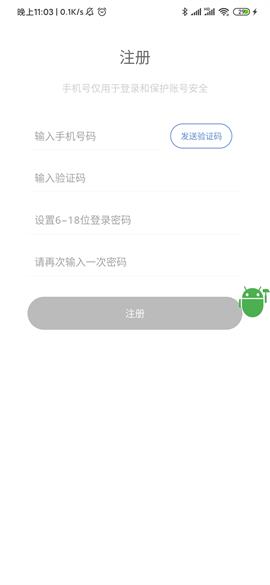 晚上11:03 | 0.1K/s
注册
手机号仅用于登录和保护账号安全
输入手机号码
发送验证码
输入验证码
设置6-18位登录密码
请再次输入一次密码
注册